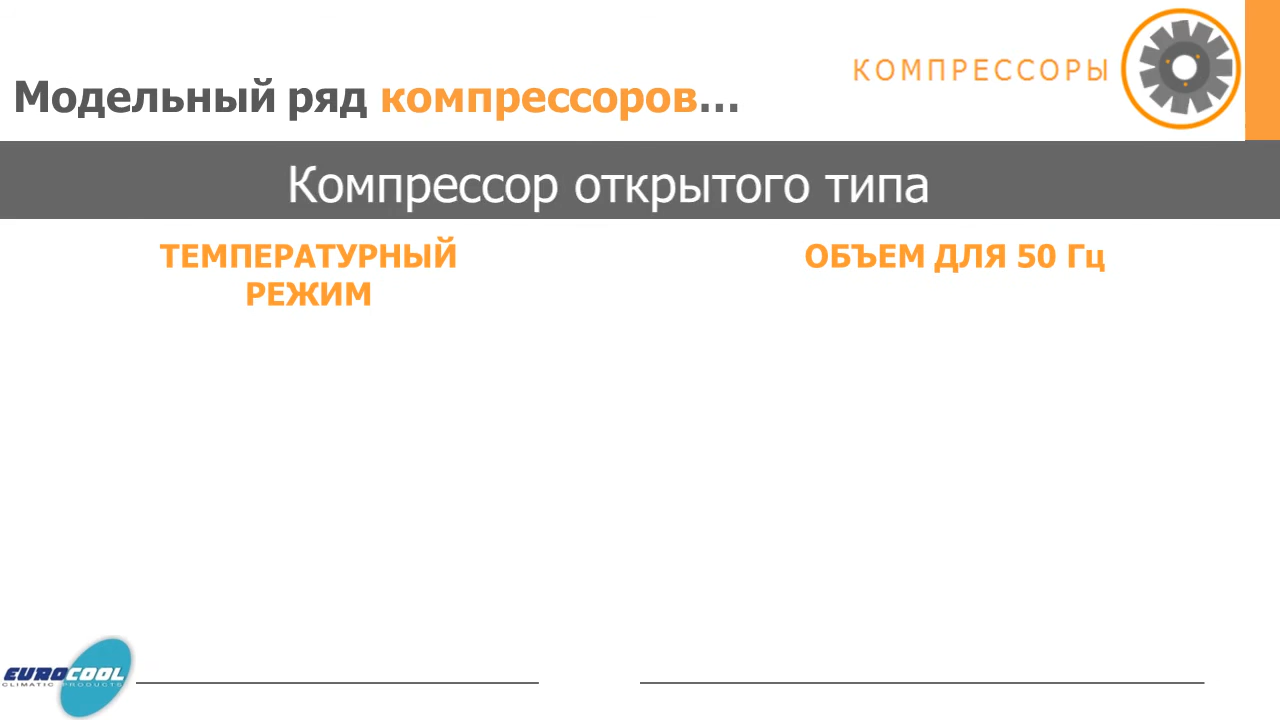 КОМПРЕССОРЫ
Модельный ряд компрессоров...
Компрессор открытого типа
ТЕМПЕРАТУРНЫЙ
РЕЖИМ
ОБЪЕМ ДЛЯ 50 Гц
EUROCOOL
CLIMATIC PRODUCTS